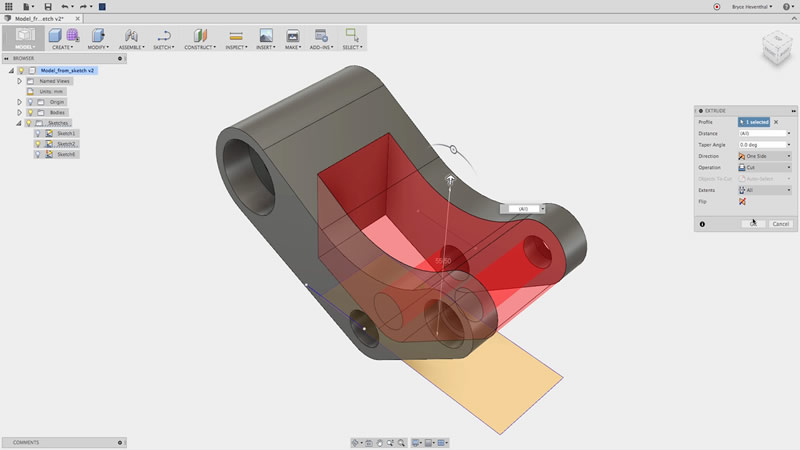 Bryce Heventhal
Model_fr...etch v2*
MODEL
CREATE
MODIFY
ASSEMBLE
SKETCH
CONSTRUCT
INSPECT
INSERT
MAKE
ADD-INS
SELECT
BROWSER
Model_from_sketch v2
Named Views
Units: mm
Origin
Bodies
Sketches
Sketch1
Sketch2
Sketch6
EXTRUDE
Profile 1 selected
Distance (All)
Taper Angle 0.0 deg
Direction One Side
Operation Cut
Objects To Cut Auto-Select
Extents All
Flip
OK Cancel
(All)
COMMENTS